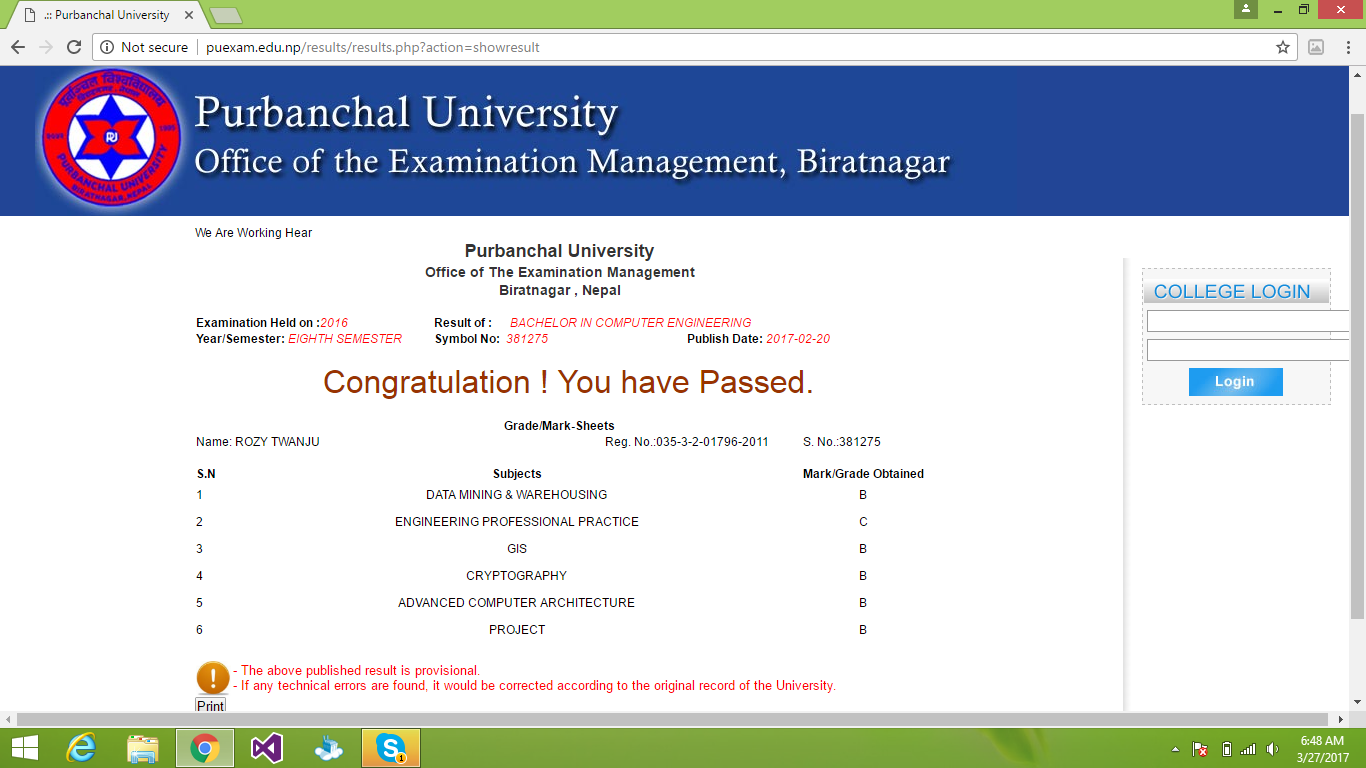 .:: Purbanchal University
Not secure puexam.edu.np/results/results.php?action=showresult
PURBANCHAL UNIVERSITY
BIRATNAGAR, NEPAL
PU
Purbanchal University
Office of the Examination Management, Biratnagar
We Are Working Hear
Purbanchal University
Office of The Examination Management
Biratnagar , Nepal
Examination Held on :2016 Result of : BACHELOR IN COMPUTER ENGINEERING
Year/Semester: EIGHTH SEMESTER Symbol No: 381275 Publish Date: 2017-02-20
Congratulation ! You have Passed.
Grade/Mark-Sheets
Name: ROZY TWANJU Reg. No.:035-3-2-01796-2011 S. No.:381275
S.N Subjects Mark/Grade Obtained
1 DATA MINING & WAREHOUSING B
2 ENGINEERING PROFESSIONAL PRACTICE C
3 GIS B
4 CRYPTOGRAPHY B
5 ADVANCED COMPUTER ARCHITECTURE B
6 PROJECT B
- The above published result is provisional.
- If any technical errors are found, it would be corrected according to the original record of the University.
Print
COLLEGE LOGIN
Login
1
6:48 AM
3/27/2017